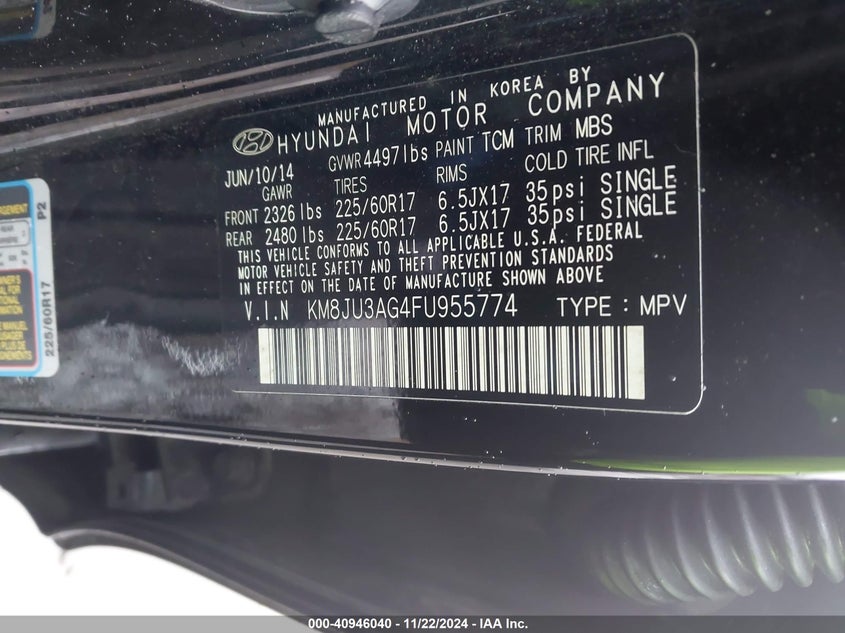 MANUFACTURED IN KOREA BY
HYUNDAI MOTOR COMPANY
JUN/10/14 GVWR 4497 lbs PAINT TCM TRIM MBS
GAWR TIRES RIMS COLD TIRE INFL
FRONT 2326 lbs 225/60R17 6.5JX17 35psi SINGLE
REAR 2480 lbs 225/60R17 6.5JX17 35psi SINGLE
THIS VEHICLE CONFORMS TO ALL APPLICABLE U.S.A. FEDERAL
MOTOR VEHICLE SAFETY AND THEFT PREVENTION STANDARDS
IN EFFECT ON THE DATE OF MANUFACTURE SHOWN ABOVE
V.I.N KM8JU3AG4FU955774 TYPE : MPV
P2
225/60R17
000-40946040 - 11/22/2024 - IAA Inc.